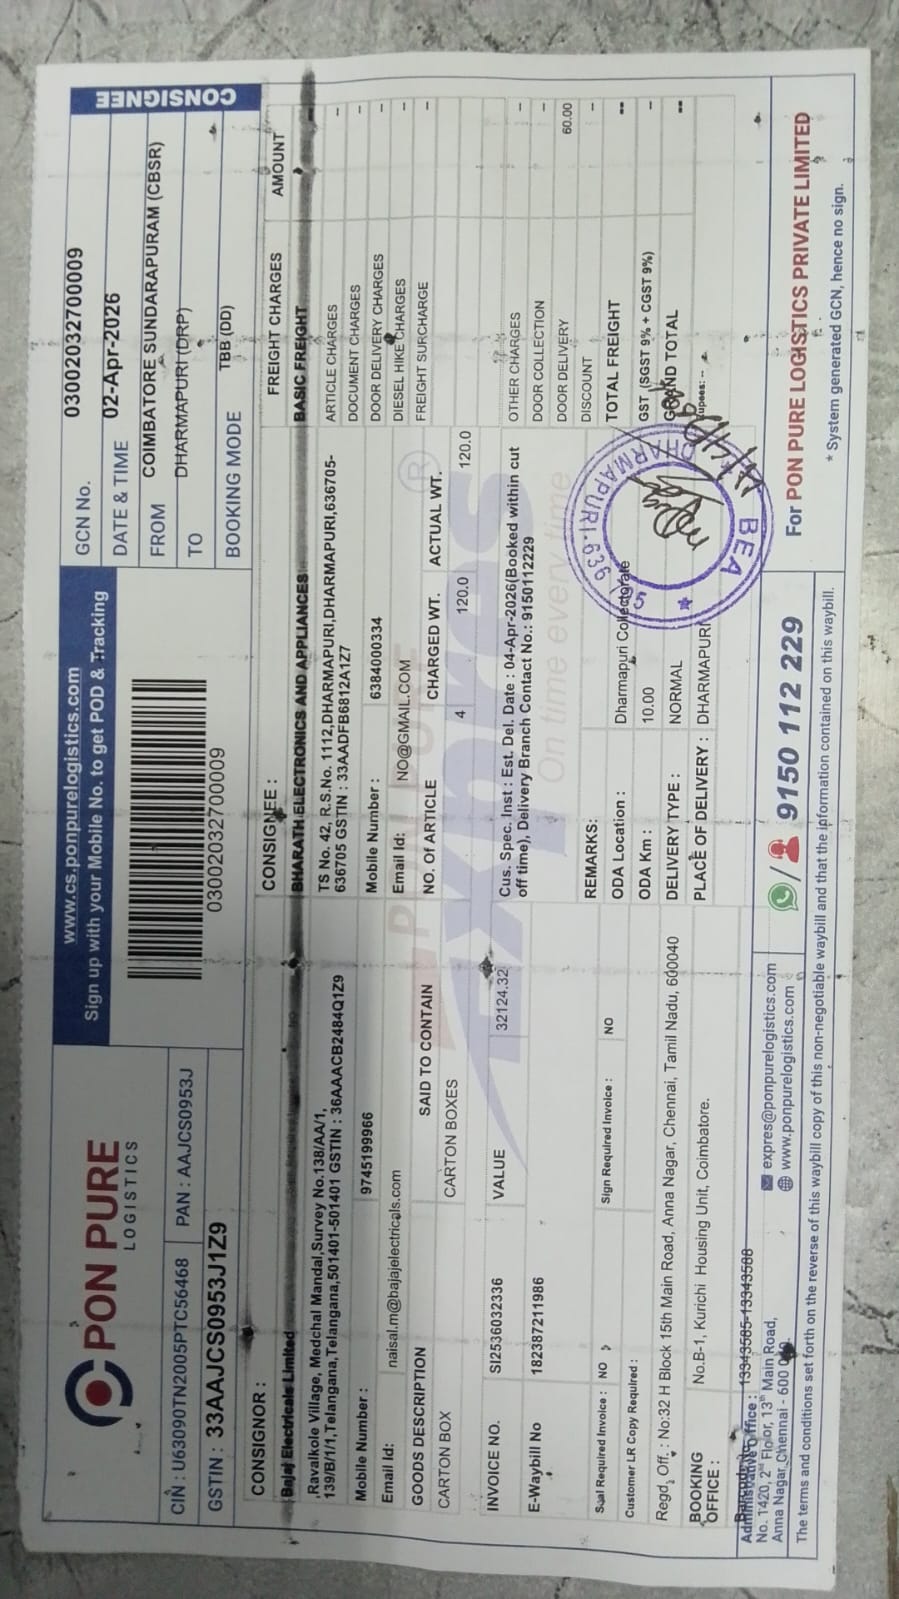 PON PURE
LOGISTICS
CIN : U63090TN2005PTC56468 PAN : AAJCS0953J
GSTIN : 33AAJCS0953J1Z9
www.cs.ponpurelogistics.com
Sign up with your Mobile No. to get POD & Tracking
03002032700009
CONSIGNEE
GCN No. 03002032700009
DATE & TIME 02-Apr-2026
FROM COIMBATORE SUNDARAPURAM (CBSR)
TO DHARMAPURI (DRP)
BOOKING MODE TBB (DD)
CONSIGNOR :
Bajaj Electricals Limited
,Ravalkole Village, Medchal Mandal,Survey No.138/AA/1,
139/B/1/1,Telangana,Telangana,501401-501401 GSTIN : 36AAACB2484Q1Z9
Mobile Number : 9745199966
Email Id: naisal.m@bajajelectricals.com
CONSIGNEE :
BHARATH ELECTRONICS AND APPLIANCES
TS No. 42, R.S.No. 1112,DHARMAPURI,DHARMAPURI,636705-
636705 GSTIN : 33AADFB6812A1Z7
Mobile Number : 6384000334
Email Id: NO@GMAIL.COM
GOODS DESCRIPTION SAID TO CONTAIN NO. Of ARTICLE CHARGED WT. ACTUAL WT.
CARTON BOX CARTON BOXES 4 120.0 120.0
INVOICE NO. SI2536032336 VALUE 32124.32
E-Waybill No 182387211986
Cus. Spec. Inst : Est. Del. Date : 04-Apr-2026(Booked within cut
off time), Delivery Branch Contact No.: 9150112229
PON PURE
Express ®
On time every time
Seal Required Invoice : NO Sign Required Invoice : NO
Customer LR Copy Required :
REMARKS:
ODA Location : Dharmapuri Collectorate
ODA Km : 10.00
DELIVERY TYPE : NORMAL
PLACE OF DELIVERY : DHARMAPURI
Regd. Off. : No:32 H Block 15th Main Road, Anna Nagar, Chennai, Tamil Nadu, 600040
BOOKING OFFICE : No.B-1, Kurichi Housing Unit, Coimbatore.
FREIGHT CHARGES AMOUNT
BASIC FREIGHT
ARTICLE CHARGES --
DOCUMENT CHARGES --
DOOR DELIVERY CHARGES --
DIESEL HIKE CHARGES --
FREIGHT SURCHARGE --
OTHER CHARGES --
DOOR COLLECTION --
DOOR DELIVERY 60.00
DISCOUNT --
TOTAL FREIGHT --
GST (SGST 9% + CGST 9%) --
GRAND TOTAL --
Rupees: --
BEA
DHARMAPURI-636
13343585-13343588
Administrative Office :
No. 1420, 2nd Floor, 13th Main Road,
Anna Nagar, Chennai - 600
expres@ponpurelogistics.com
www.ponpurelogistics.com
9150 112 229
For PON PURE LOGISTICS PRIVATE LIMITED
* System generated GCN, hence no sign.
The terms and conditions set forth on the reverse of this waybill copy of this non-negotiable waybill and that the information contained on this waybill.